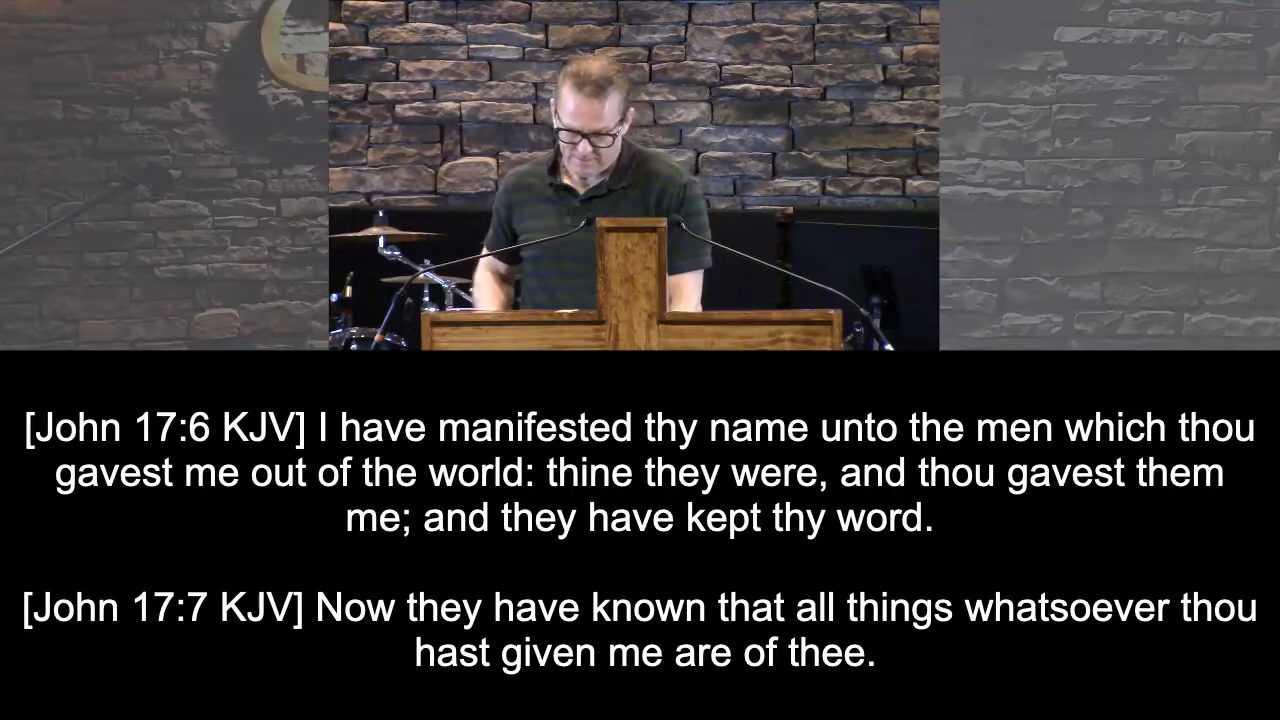 [John 17:6 KJV] I have manifested thy name unto the men which thou
gavest me out of the world: thine they were, and thou gavest them
me; and they have kept thy word.
[John 17:7 KJV] Now they have known that all things whatsoever thou
hast given me are of thee.